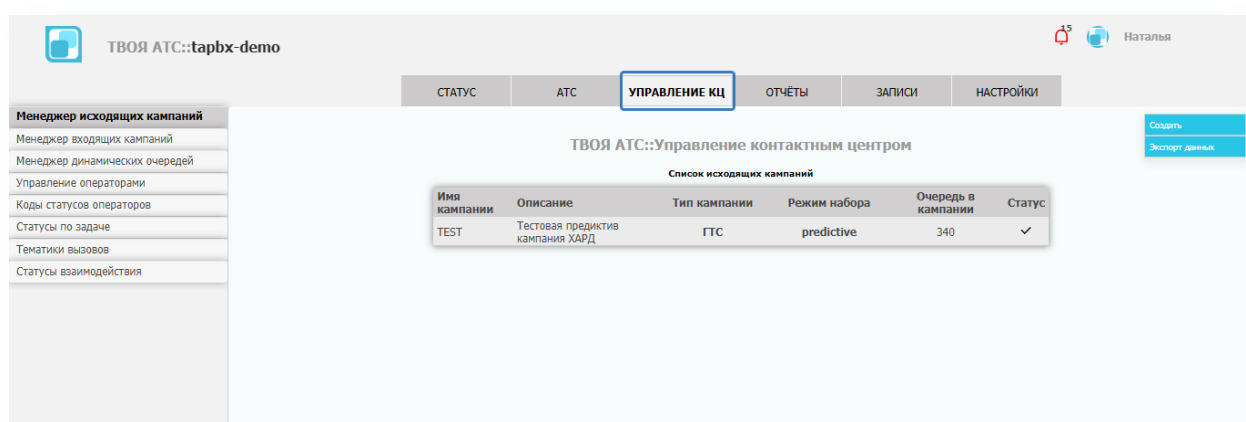 ТВОЯ АТС::tapbx-demo
15
Наталья
СТАТУС
АТС
УПРАВЛЕНИЕ КЦ
ОТЧЁТЫ
ЗАПИСИ
НАСТРОЙКИ
Менеджер исходящих кампаний
Менеджер входящих кампаний
Менеджер динамических очередей
Управление операторами
Коды статусов операторов
Статусы по задаче
Тематики вызовов
Статусы взаимодействия
Создать
Экспорт данных
ТВОЯ АТС::Управление контактным центром
Список исходящих кампаний
Имя
кампании
Описание
Тип кампании
Режим набора
Очередь в
кампании
Статус
TEST
Тестовая предиктив
кампания ХАРД
ГТС
predictive
340